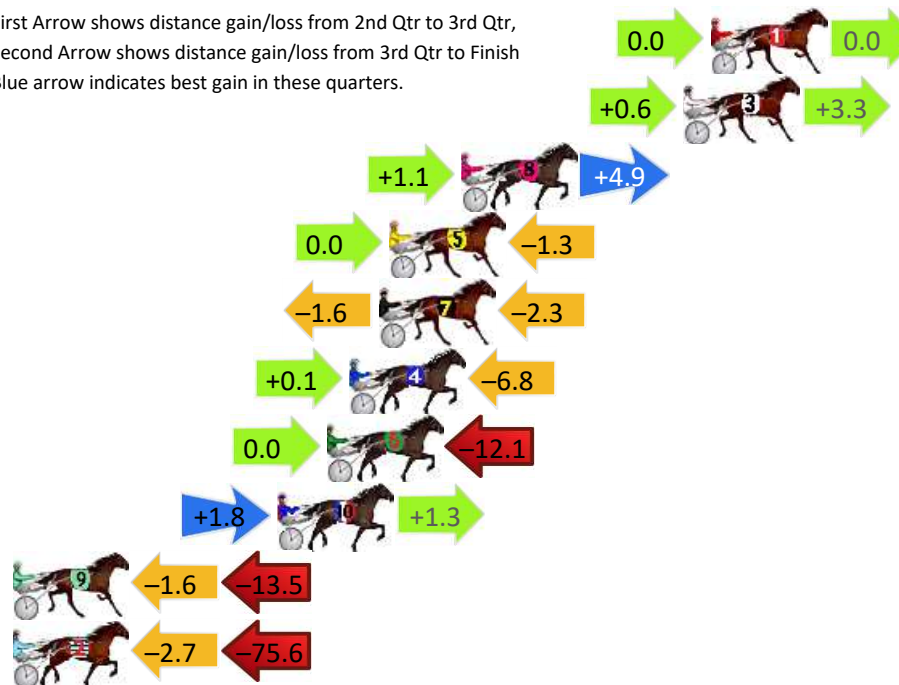 irst Arrow shows distance gain/loss from 2nd Qtr to 3rd Qtr,
econd Arrow shows distance gain/loss from 3rd Qtr to Finish
lue arrow indicates best gain in these quarters.
0.0 1 0.0
+0.6 3 +3.3
+1.1 8 +4.9
0.0 5 –1.3
–1.6 7 –2.3
+0.1 4 –6.8
0.0 6 –12.1
+1.8 10 +1.3
9 –1.6 –13.5
2 –2.7 –75.6